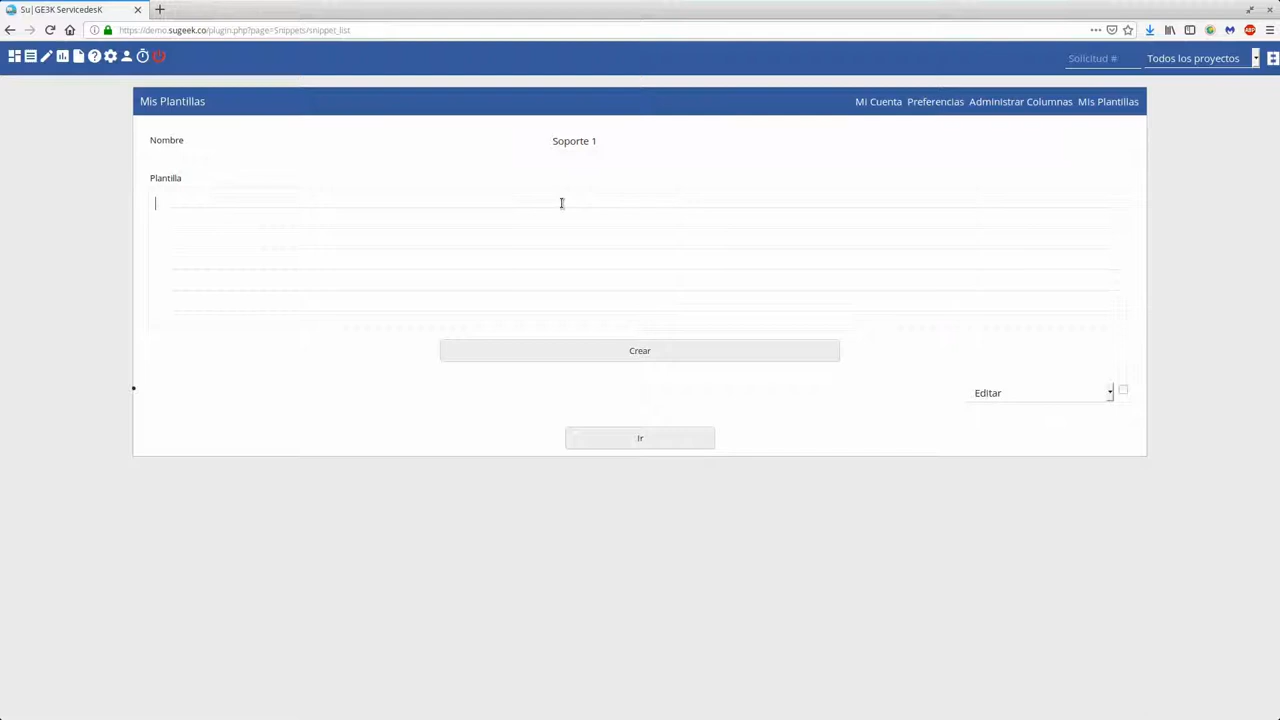 Su|GE3K ServicedesK
https://demo.sugeek.co/plugin.php?page=Snippets/snippet_list
ABP
Solicitud #
Todos los proyectos
Mis Plantillas
Mi Cuenta Preferencias Administrar Columnas Mis Plantillas
Nombre
Soporte 1
Plantilla
Crear
Editar
Ir